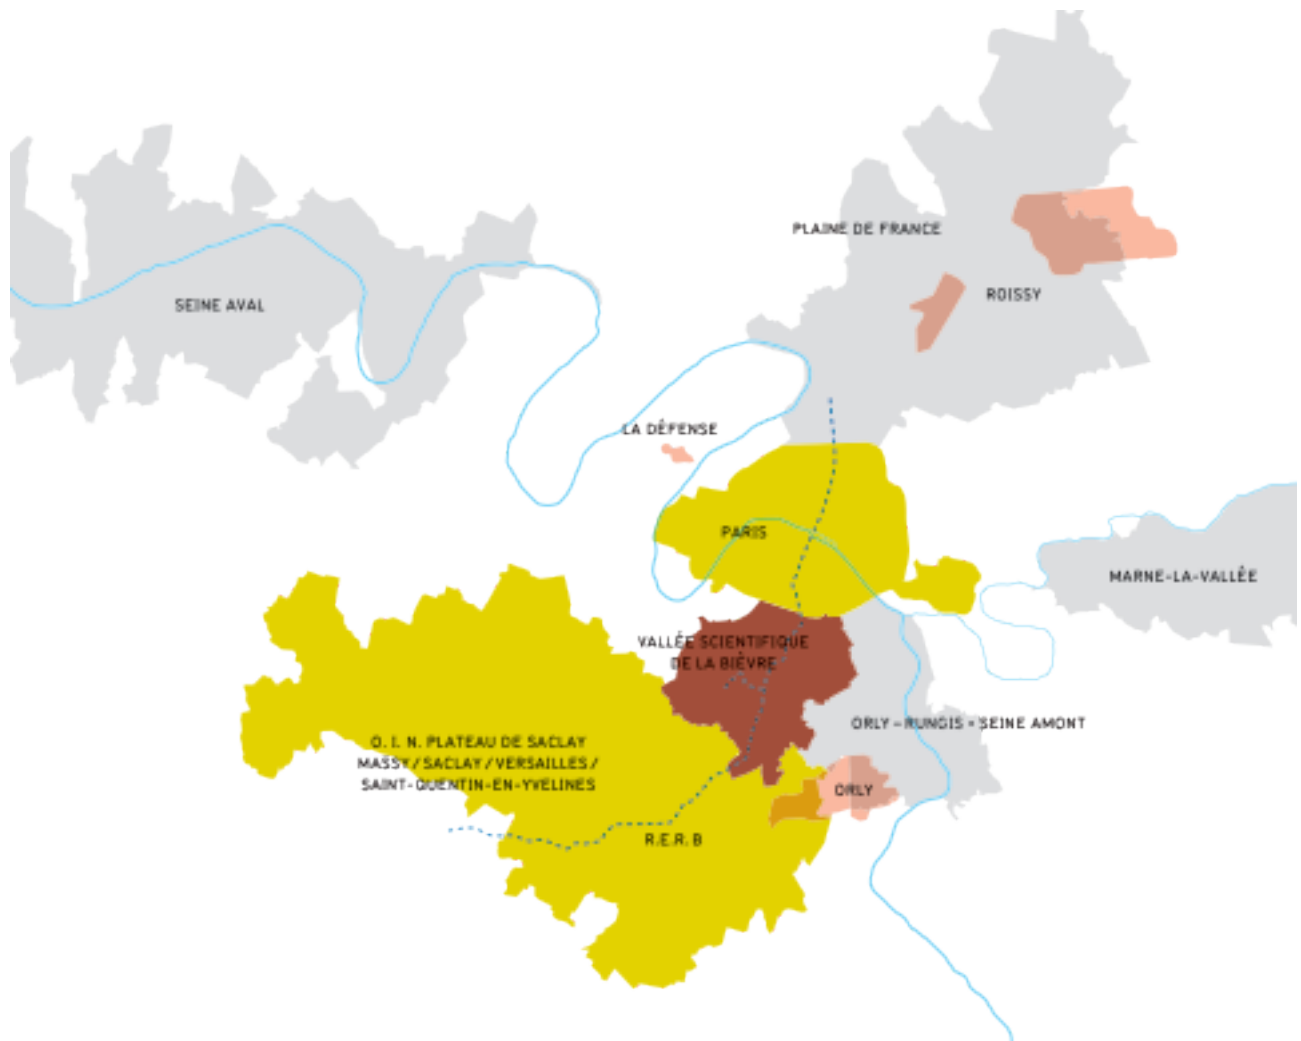 PLAINE DE FRANCE
ROISSY
SEINE AVAL
LA DÉFENSE
PARIS
MARNE-LA-VALLÉE
VALLÉE SCIENTIFIQUE
DE LA BIÈVRE
ORLY – RUNGIS - SEINE AMONT
O. I. N. PLATEAU DE SACLAY
MASSY / SACLAY / VERSAILLES /
SAINT-QUENTIN-EN-YVELINES
ORLY
R.E.R. B